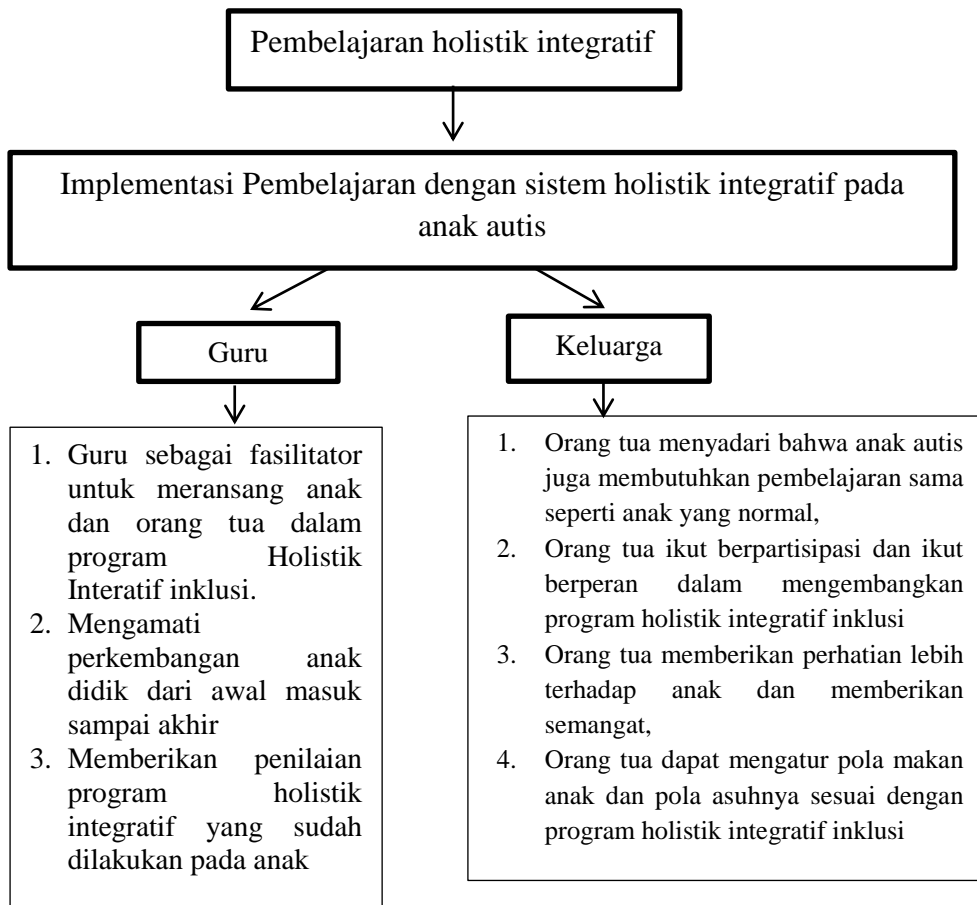 Pembelajaran holistik integratif
Implementasi Pembelajaran dengan sistem holistik integratif pada
anak autis
Guru
Keluarga
1. Guru sebagai fasilitator
untuk meransang anak
dan orang tua dalam
program Holistik
Interatif inklusi.
2. Mengamati
perkembangan anak
didik dari awal masuk
sampai akhir
3. Memberikan penilaian
program holistik
integratif yang sudah
dilakukan pada anak
1. Orang tua menyadari bahwa anak autis
juga membutuhkan pembelajaran sama
seperti anak yang normal,
2. Orang tua ikut berpartisipasi dan ikut
berperan dalam mengembangkan
program holistik integratif inklusi
3. Orang tua memberikan perhatian lebih
terhadap anak dan memberikan
semangat,
4. Orang tua dapat mengatur pola makan
anak dan pola asuhnya sesuai dengan
program holistik integratif inklusi